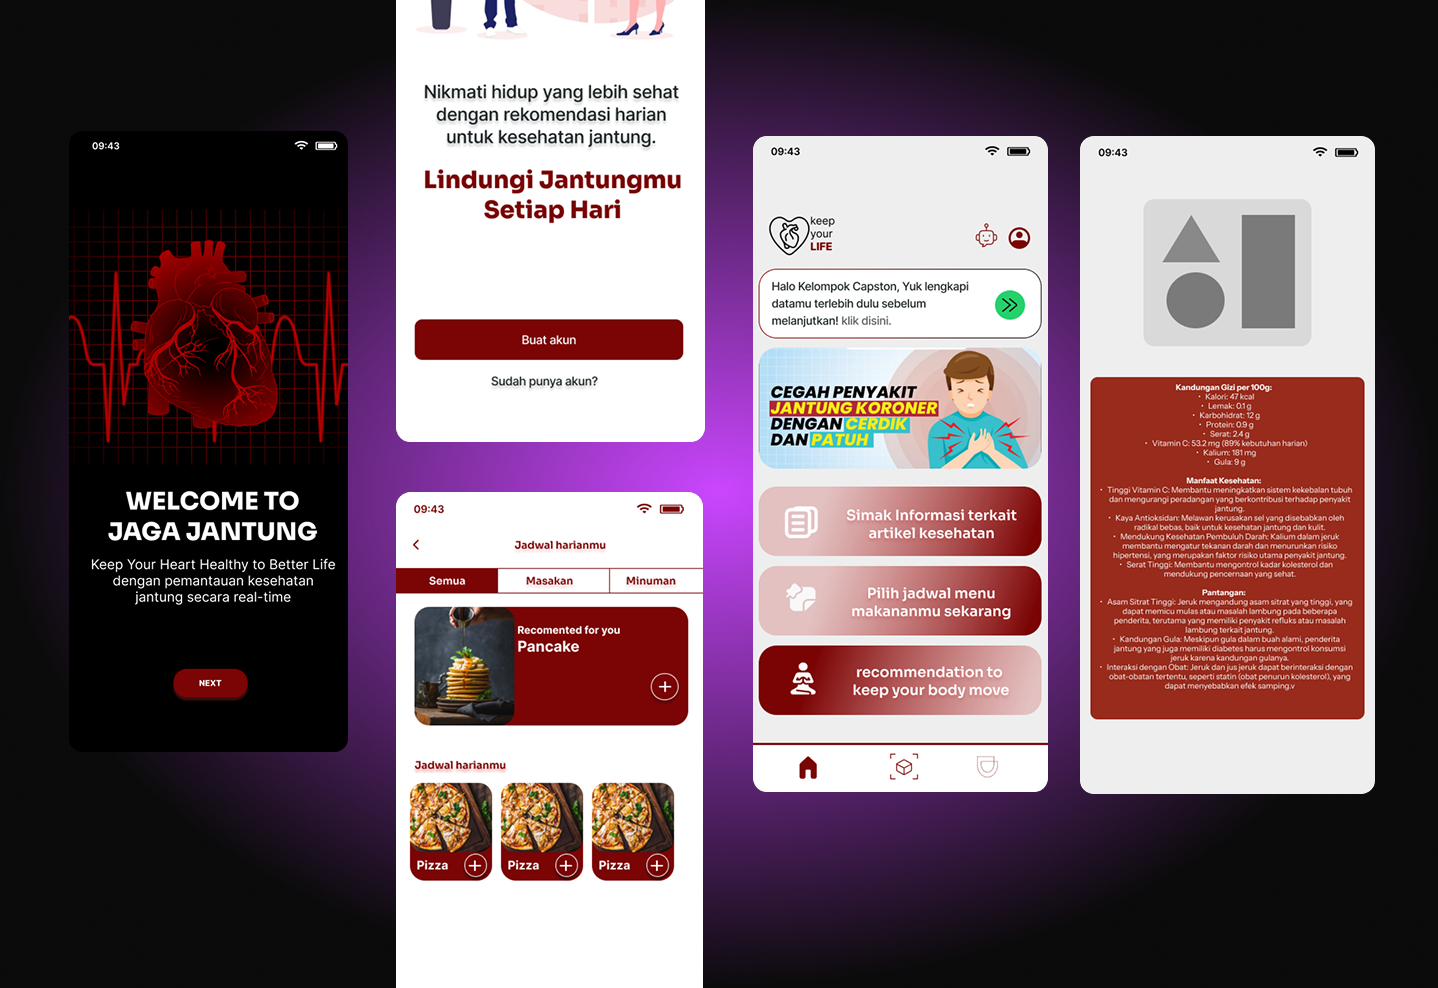 09:43
WELCOME TO
JAGA JANTUNG
Keep Your Heart Healthy to Better Life
dengan pemantauan kesehatan
jantung secara real-time
NEXT
Nikmati hidup yang lebih sehat
dengan rekomendasi harian
untuk kesehatan jantung.
Lindungi Jantungmu
Setiap Hari
Buat akun
Sudah punya akun?
09:43
Jadwal harianmu
Semua
Masakan
Minuman
Recomented for you
Pancake
Jadwal harianmu
Pizza
Pizza
Pizza
09:43
keep
your
LIFE
Halo Kelompok Capston, Yuk lengkapi
datamu terlebih dulu sebelum
melanjutkan! klik disini.
CEGAH PENYAKIT
JANTUNG KORONER
DENGAN CERDIK
DAN PATUH
Simak Informasi terkait
artikel kesehatan
Pilih jadwal menu
makananmu sekarang
recommendation to
keep your body move
09:43
Kandungan Gizi per 100g:
• Kalori: 47 kcal
• Lemak: 0.1 g
• Karbohidrat: 12 g
• Protein: 0.9 g
• Serat: 2.4 g
• Vitamin C: 53.2 mg (89% kebutuhan harian)
• Kalium: 181 mg
• Gula: 9 g
Manfaat Kesehatan:
• Tinggi Vitamin C: Membantu meningkatkan sistem kekebalan tubuh
dan mengurangi peradangan yang berkontribusi terhadap penyakit
jantung.
• Kaya Antioksidan: Melawan kerusakan sel yang disebabkan oleh
radikal bebas, baik untuk kesehatan jantung dan kulit.
• Mendukung Kesehatan Pembuluh Darah: Kalium dalam jeruk
membantu mengatur tekanan darah dan menurunkan risiko
hipertensi, yang merupakan faktor risiko utama penyakit jantung.
• Serat Tinggi: Membantu mengontrol kadar kolesterol dan
mendukung pencernaan yang sehat.
Pantangan:
• Asam Sitrat Tinggi: Jeruk mengandung asam sitrat yang tinggi, yang
dapat memicu mulas atau masalah lambung pada beberapa
penderita, terutama yang memiliki penyakit refluks atau masalah
lambung terkait jantung.
• Kandungan Gula: Meskipun gula dalam buah alami, penderita
jantung yang juga memiliki diabetes harus mengontrol konsumsi
jeruk karena kandungan gulanya.
• Interaksi dengan Obat: Jeruk dan jus jeruk dapat berinteraksi dengan
obat-obatan tertentu, seperti statin (obat penurun kolesterol), yang
dapat menyebabkan efek samping.v